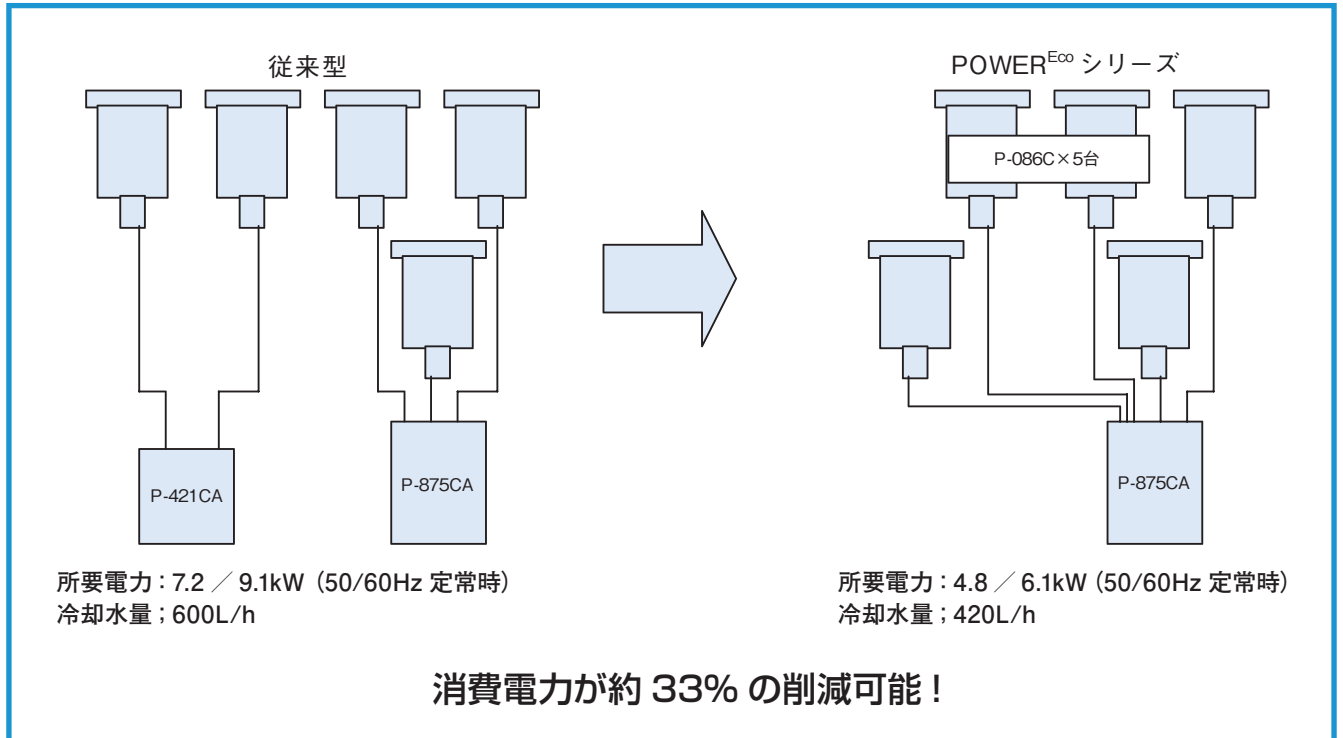 従来型
P-421CA
P-875CA
所要電力：7.2 ／ 9.1kW（50/60Hz 定常時）
冷却水量；600L/h
POWEREco シリーズ
P-086C×5台
P-875CA
所要電力：4.8 ／ 6.1kW（50/60Hz 定常時）
冷却水量；420L/h
消費電力が約 33% の削減可能！